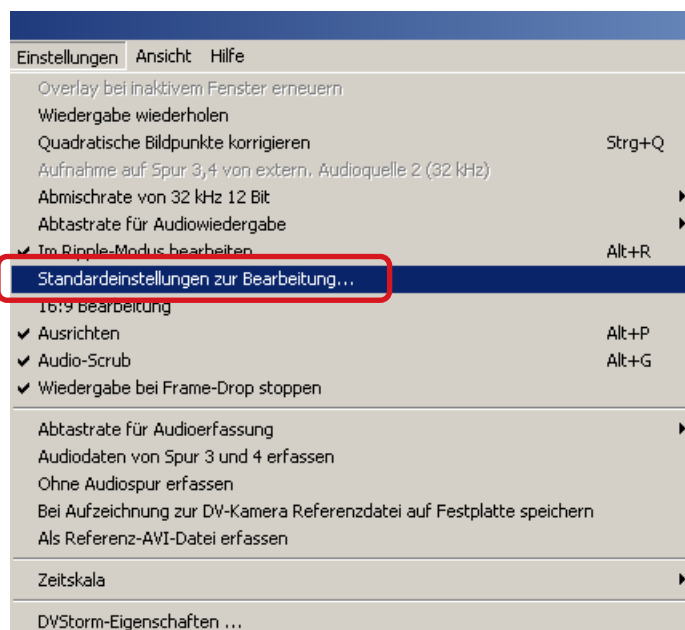 Einstellungen Ansicht Hilfe
Overlay bei inaktivem Fenster erneuern
Wiedergabe wiederholen
Quadratische Bildpunkte korrigieren Strg+Q
Aufnahme auf Spur 3,4 von extern. Audioquelle 2 (32 kHz)
Abmischrate von 32 kHz 12 Bit
Abtastrate für Audiowiedergabe
Im Ripple-Modus bearbeiten Alt+R
Standardeinstellungen zur Bearbeitung...
16:9 Bearbeitung
Ausrichten Alt+P
Audio-Scrub Alt+G
Wiedergabe bei Frame-Drop stoppen
Abtastrate für Audioerfassung
Audiodaten von Spur 3 und 4 erfassen
Ohne Audiospur erfassen
Bei Aufzeichnung zur DV-Kamera Referenzdatei auf Festplatte speichern
Als Referenz-AVI-Datei erfassen
Zeitskala
DVStorm-Eigenschaften ...